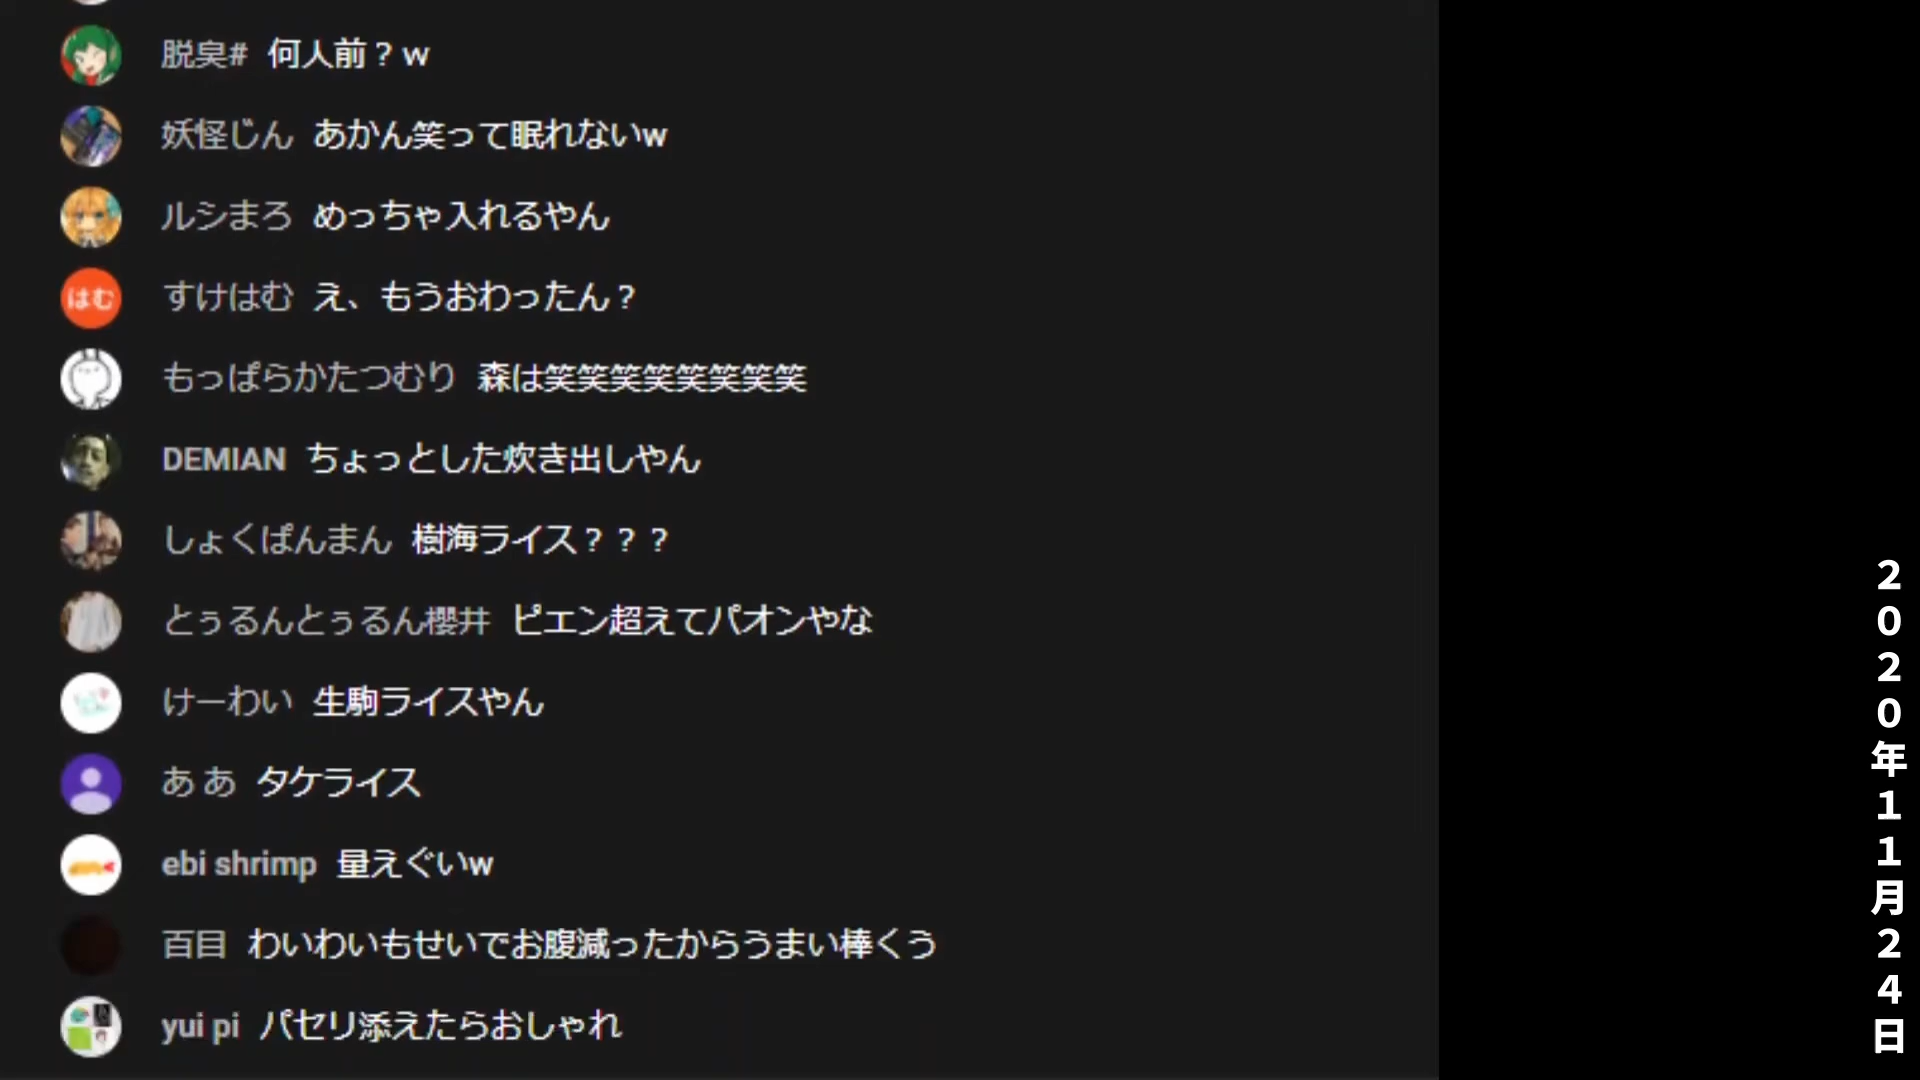 脱臭# 何人前？w
妖怪じん あかん笑って眠れないw
ルシまろ めっちゃ入れるやん
はむ すけはむ え、もうおわったん？
もっぱらかたつむり 森は笑笑笑笑笑笑笑笑
DEMIAN ちょっとした炊き出しやん
しょくぱんまん 樹海ライス？？？
とぅるんとぅるん櫻井 ピエン超えてパオンやな
けーわい 生駒ライスやん
あ あ タケライス
ebi shrimp 量えぐいw
百目 わいわいもせいでお腹減ったからうまい棒くう
yui pi パセリ添えたらおしゃれ
２０２０年１１月２４日